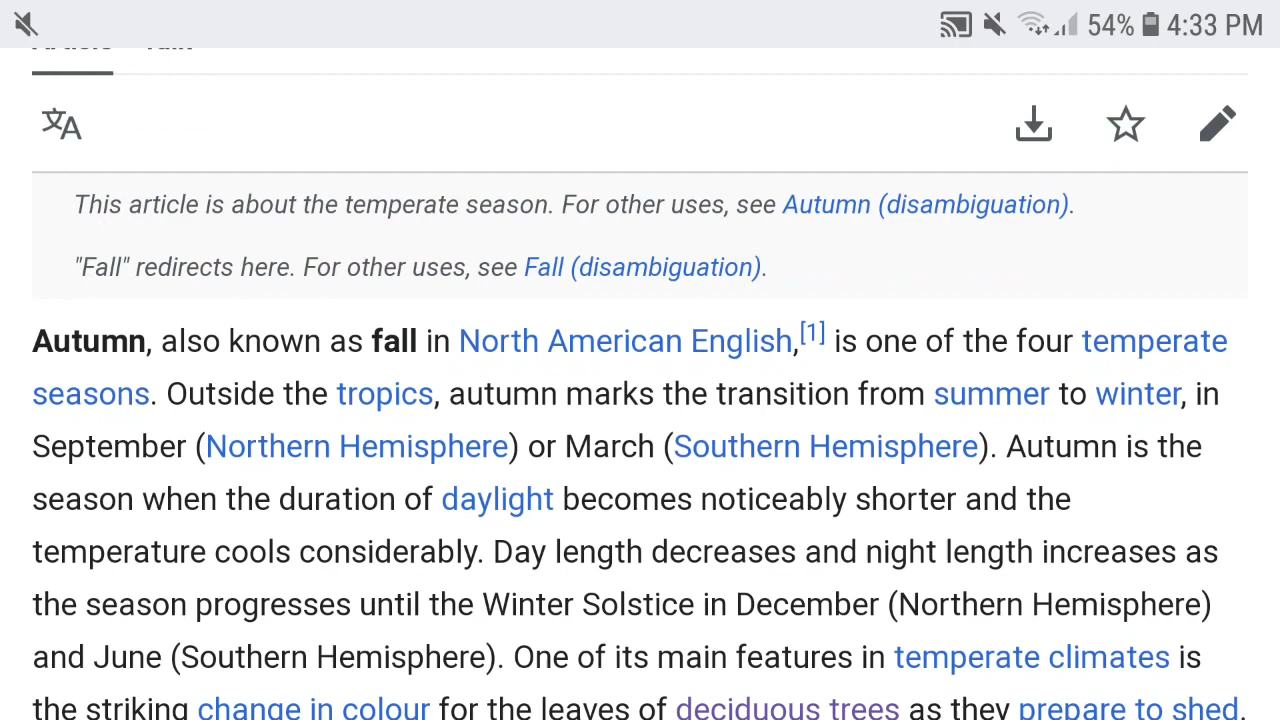 54% 4:33 PM
This article is about the temperate season. For other uses, see Autumn (disambiguation).
"Fall" redirects here. For other uses, see Fall (disambiguation).
Autumn, also known as fall in North American English,[1] is one of the four temperate
seasons. Outside the tropics, autumn marks the transition from summer to winter, in
September (Northern Hemisphere) or March (Southern Hemisphere). Autumn is the
season when the duration of daylight becomes noticeably shorter and the
temperature cools considerably. Day length decreases and night length increases as
the season progresses until the Winter Solstice in December (Northern Hemisphere)
and June (Southern Hemisphere). One of its main features in temperate climates is
the striking change in colour for the leaves of deciduous trees as they prepare to shed.